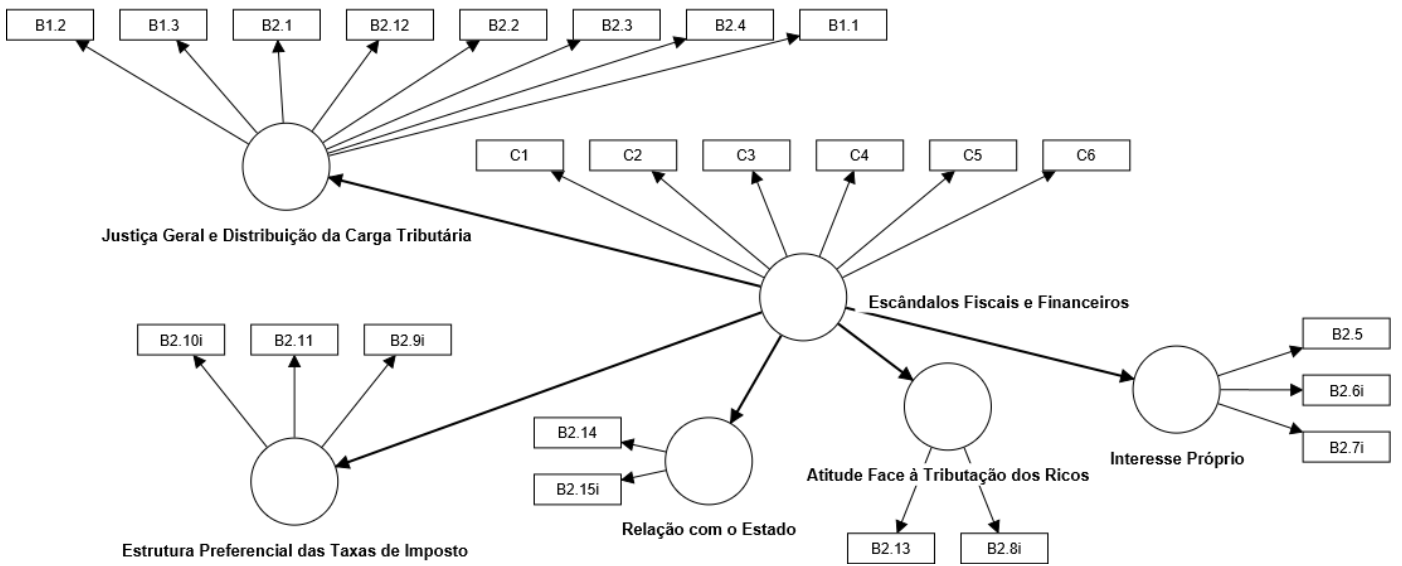 B1.2
B1.3
B2.1
B2.12
B2.2
B2.3
B2.4
B1.1
C1
C2
C3
C4
C5
C6
Justiça Geral e Distribuição da Carga Tributária
Escândalos Fiscais e Financeiros
B2.10i
B2.11
B2.9i
B2.5
B2.6i
B2.7i
B2.14
B2.15i
Interesse Próprio
Atitude Face à Tributação dos Ricos
Relação com o Estado
Estrutura Preferencial das Taxas de Imposto
B2.13
B2.8i